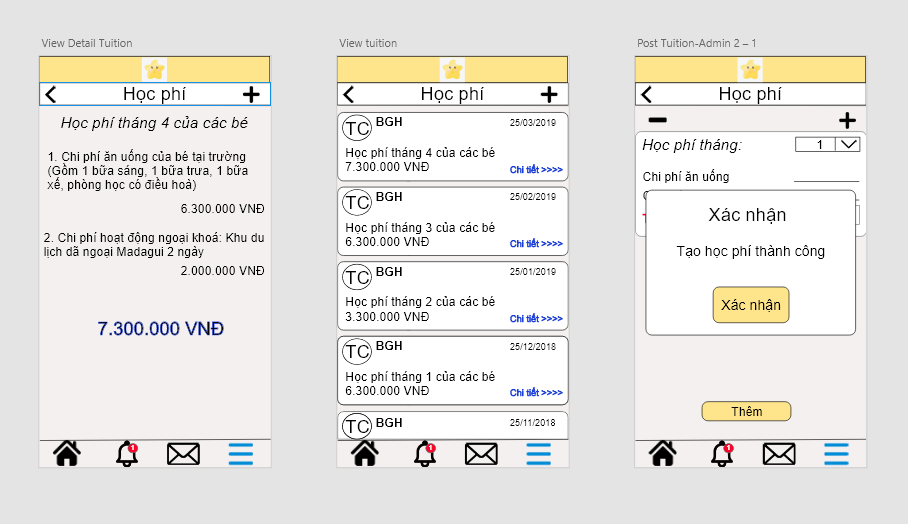 View Detail Tuition
Học phí
Học phí tháng 4 của các bé
1. Chi phí ăn uống của bé tại trường
(Gồm 1 bữa sáng, 1 bữa trưa, 1 bữa
xế, phòng học có điều hoà)
6.300.000 VNĐ
2. Chi phí hoạt động ngoại khoá: Khu du
lịch dã ngoại Madagui 2 ngày
2.000.000 VNĐ
7.300.000 VNĐ
1
View tuition
Học phí
TC BGH 25/03/2019
Học phí tháng 4 của các bé
7.300.000 VNĐ
Chi tiết >>>>
TC BGH 25/02/2019
Học phí tháng 3 của các bé
6.300.000 VNĐ
Chi tiết >>>>
TC BGH 25/01/2019
Học phí tháng 2 của các bé
3.300.000 VNĐ
Chi tiết >>>>
TC BGH 25/12/2018
Học phí tháng 1 của các bé
6.300.000 VNĐ
Chi tiết >>>>
TC BGH 25/11/2018
1
Post Tuition-Admin 2 – 1
Học phí
Học phí tháng: 1
Chi phí ăn uống
Xác nhận
Tạo học phí thành công
Xác nhận
Thêm
1